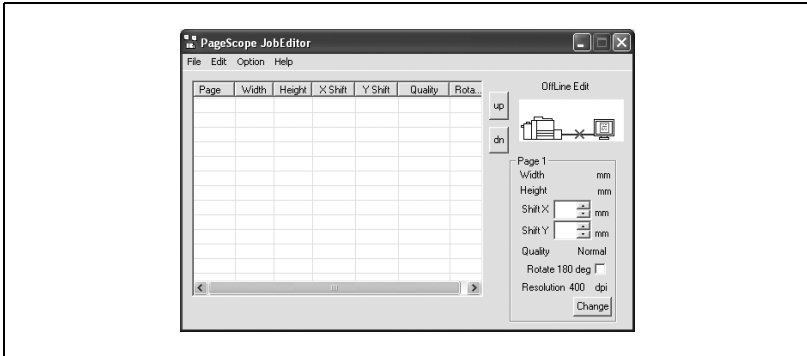 PageScope JobEditor
File Edit Option Help
Page Width Height X Shift Y Shift Quality Rota...
up
dn
OffLine Edit
Page 1
Width mm
Height mm
Shift X mm
Shift Y mm
Quality Normal
Rotate 180 deg
Resolution 400 dpi
Change